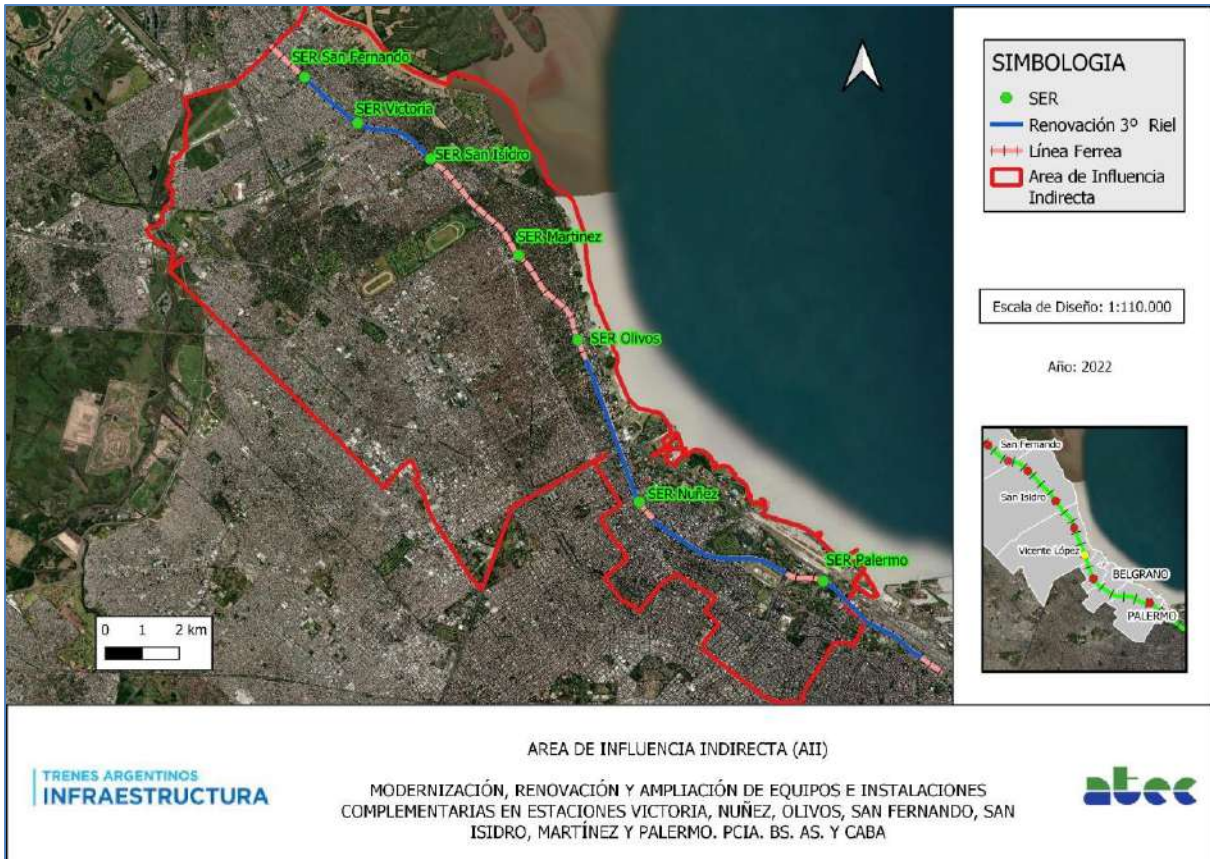 SER San Fernando
SER Victoria
SER San Isidro
SER Martinez
SER Olivos
SER Nuñez
SER Palermo
0 1 2 km
SIMBOLOGIA
SER
Renovación 3º Riel
Línea Ferrea
Area de Influencia
Indirecta
Escala de Diseño: 1:110.000
Año: 2022
San Fernando
San Isidro
Vicente López
BELGRANO
PALERMO
TRENES ARGENTINOS
INFRAESTRUCTURA
AREA DE INFLUENCIA INDIRECTA (AII)
MODERNIZACIÓN, RENOVACIÓN Y AMPLIACIÓN DE EQUIPOS E INSTALACIONES
COMPLEMENTARIAS EN ESTACIONES VICTORIA, NUÑEZ, OLIVOS, SAN FERNANDO, SAN
ISIDRO, MARTÍNEZ Y PALERMO. PCIA. BS. AS. Y CABA
atec